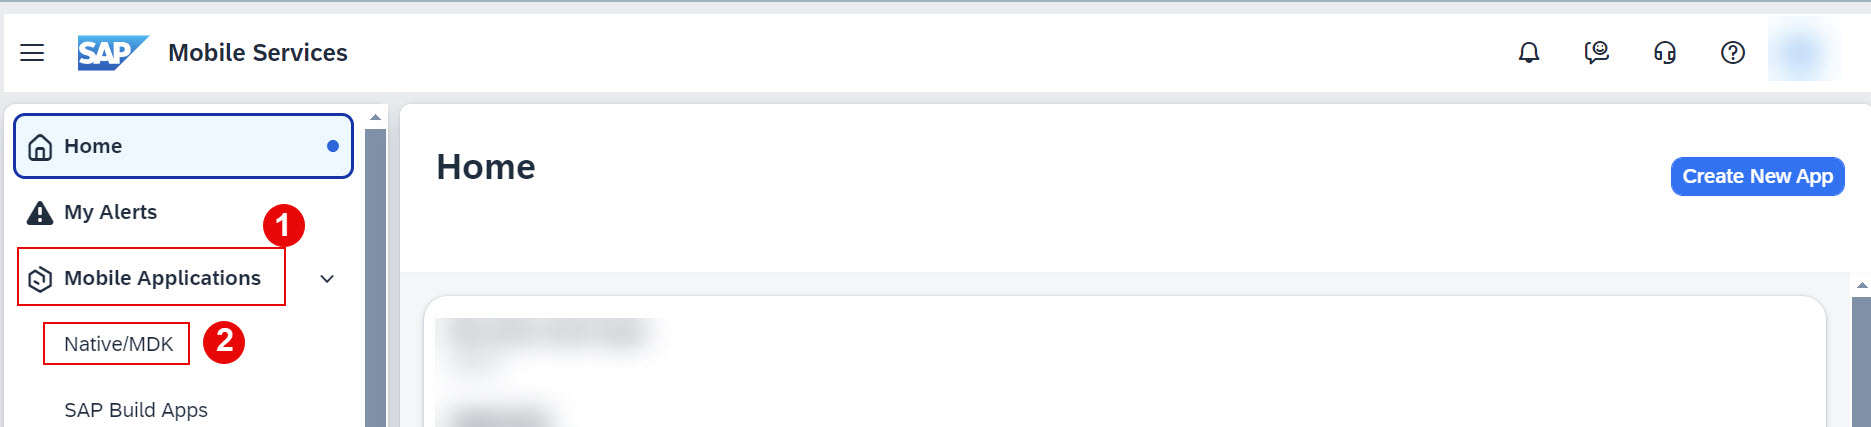 SAP Mobile Services
Home
My Alerts
1
Mobile Applications
Native/MDK
2
SAP Build Apps
Home
Create New App